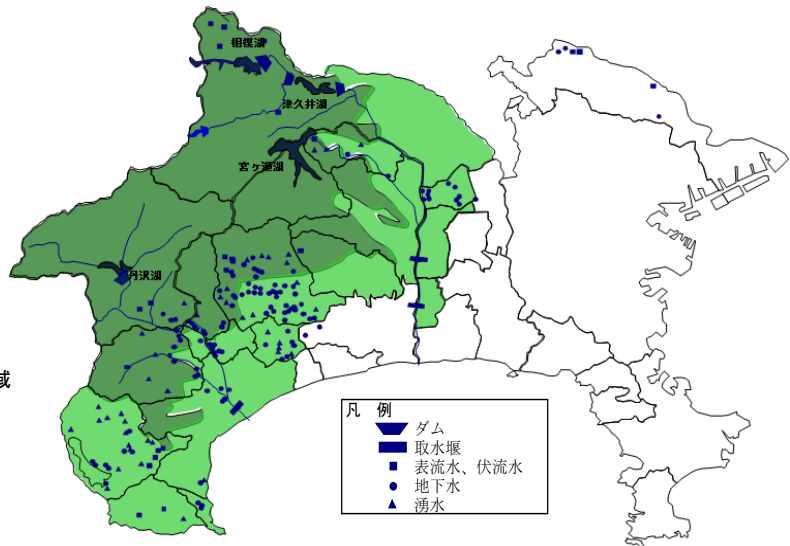 相模湖
津久井湖
宮ヶ瀬湖
丹沢湖
域
凡 例
ダム
取水堰
表流水、伏流水
地下水
湧水